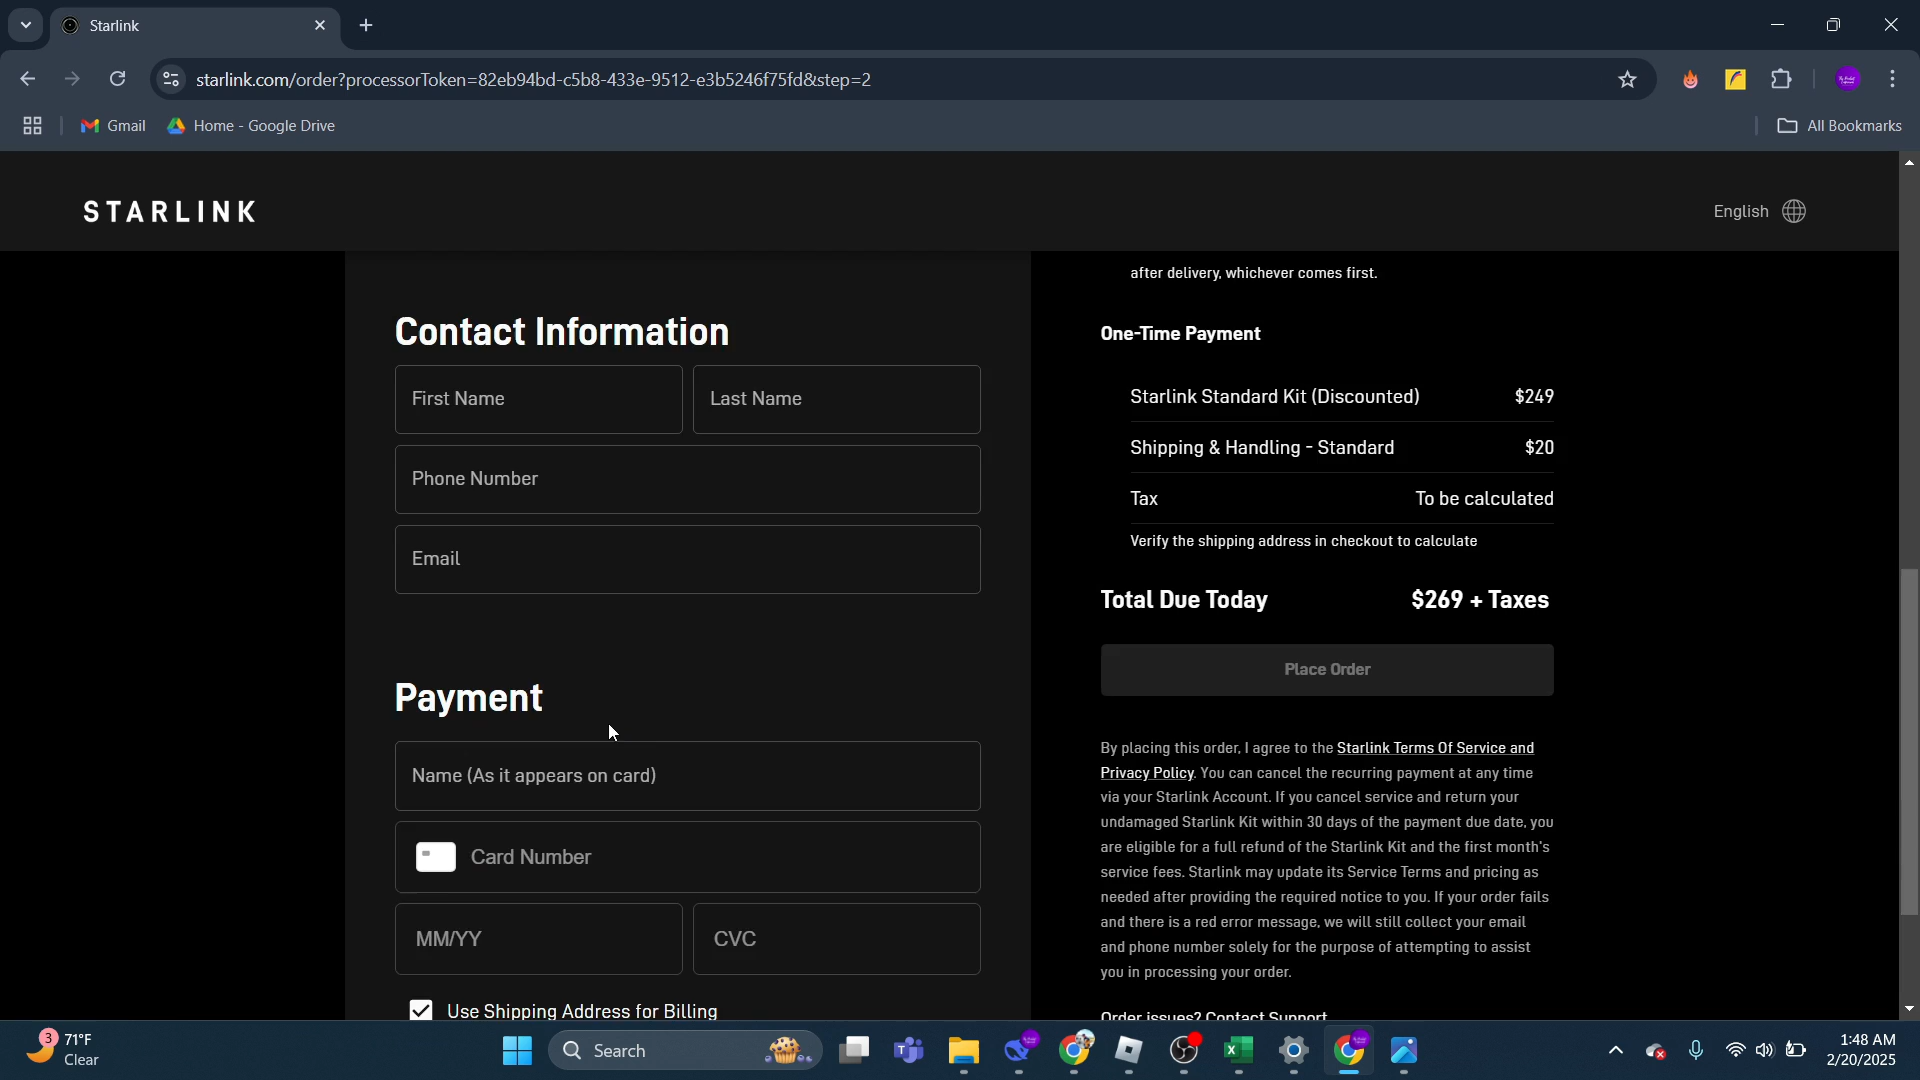 Starlink
starlink.com/order?processorToken=82eb94bd-c5b8-433e-9512-e3b5246f75fd&step=2
Gmail
Home - Google Drive
All Bookmarks
STARLINK
English
Contact Information
First Name
Last Name
Phone Number
Email
Payment
Name (As it appears on card)
Card Number
MM/YY
CVC
Use Shipping Address for Billing
after delivery, whichever comes first.
One-Time Payment
Starlink Standard Kit (Discounted) $249
Shipping & Handling - Standard $20
Tax To be calculated
Verify the shipping address in checkout to calculate
Total Due Today $269 + Taxes
Place Order
By placing this order, I agree to the Starlink Terms Of Service and
Privacy Policy. You can cancel the recurring payment at any time
via your Starlink Account. If you cancel service and return your
undamaged Starlink Kit within 30 days of the payment due date, you
are eligible for a full refund of the Starlink Kit and the first month's
service fees. Starlink may update its Service Terms and pricing as
needed after providing the required notice to you. If your order fails
and there is a red error message, we will still collect your email
and phone number solely for the purpose of attempting to assist
you in processing your order.
Order issues? Contact Support
3
71°F
Clear
Search
1:48 AM
2/20/2025